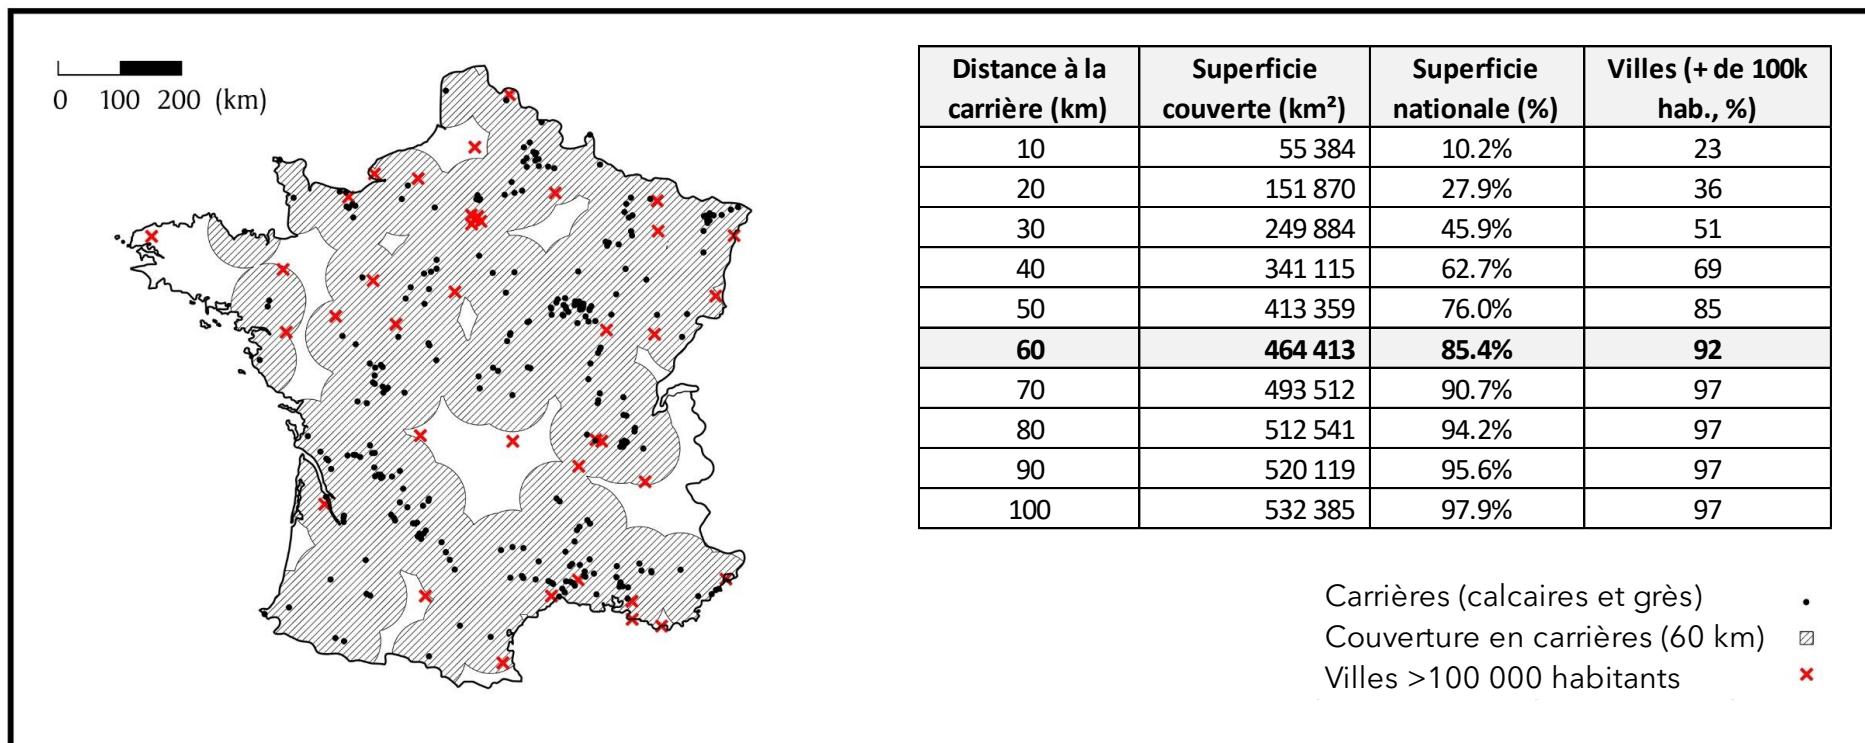 0 100 200 (km)
Distance à la carrière (km) Superficie couverte (km²) Superficie nationale (%) Villes (+ de 100k hab., %)
10 55 384 10.2% 23
20 151 870 27.9% 36
30 249 884 45.9% 51
40 341 115 62.7% 69
50 413 359 76.0% 85
60 464 413 85.4% 92
70 493 512 90.7% 97
80 512 541 94.2% 97
90 520 119 95.6% 97
100 532 385 97.9% 97
Carrières (calcaires et grès)
Couverture en carrières (60 km)
Villes >100 000 habitants